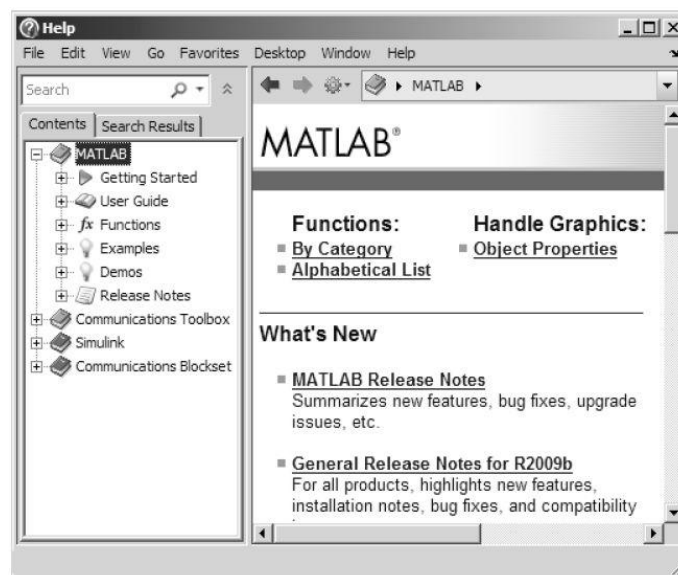 Help
File Edit View Go Favorites Desktop Window Help
Search
MATLAB
Contents Search Results
MATLAB
Getting Started
User Guide
fx Functions
Examples
Demos
Release Notes
Communications Toolbox
Simulink
Communications Blockset
MATLAB®
Functions:
By Category
Alphabetical List
Handle Graphics:
Object Properties
What's New
MATLAB Release Notes
Summarizes new features, bug fixes, upgrade
issues, etc.
General Release Notes for R2009b
For all products, highlights new features,
installation notes, bug fixes, and compatibility